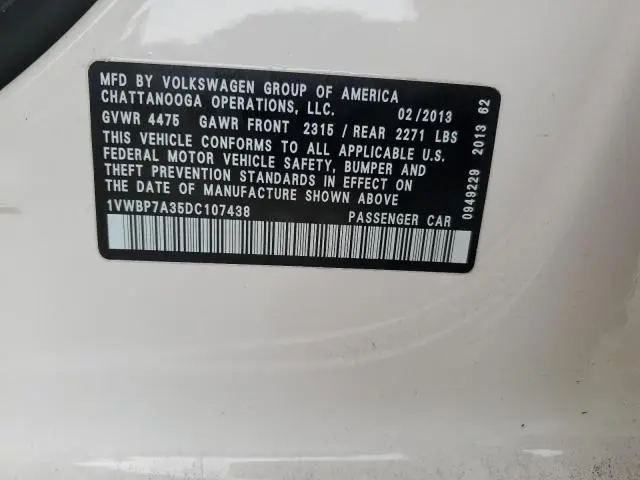 MFD BY VOLKSWAGEN GROUP OF AMERICA
CHATTANOOGA OPERATIONS, LLC. 02/2013
GVWR 4475 GAWR FRONT 2315 / REAR 2271 LBS
THIS VEHICLE CONFORMS TO ALL APPLICABLE U.S.
FEDERAL MOTOR VEHICLE SAFETY, BUMPER AND
THEFT PREVENTION STANDARDS IN EFFECT ON
THE DATE OF MANUFACTURE SHOWN ABOVE
1VWBP7A35DC107438 PASSENGER CAR
0949229 2013 62